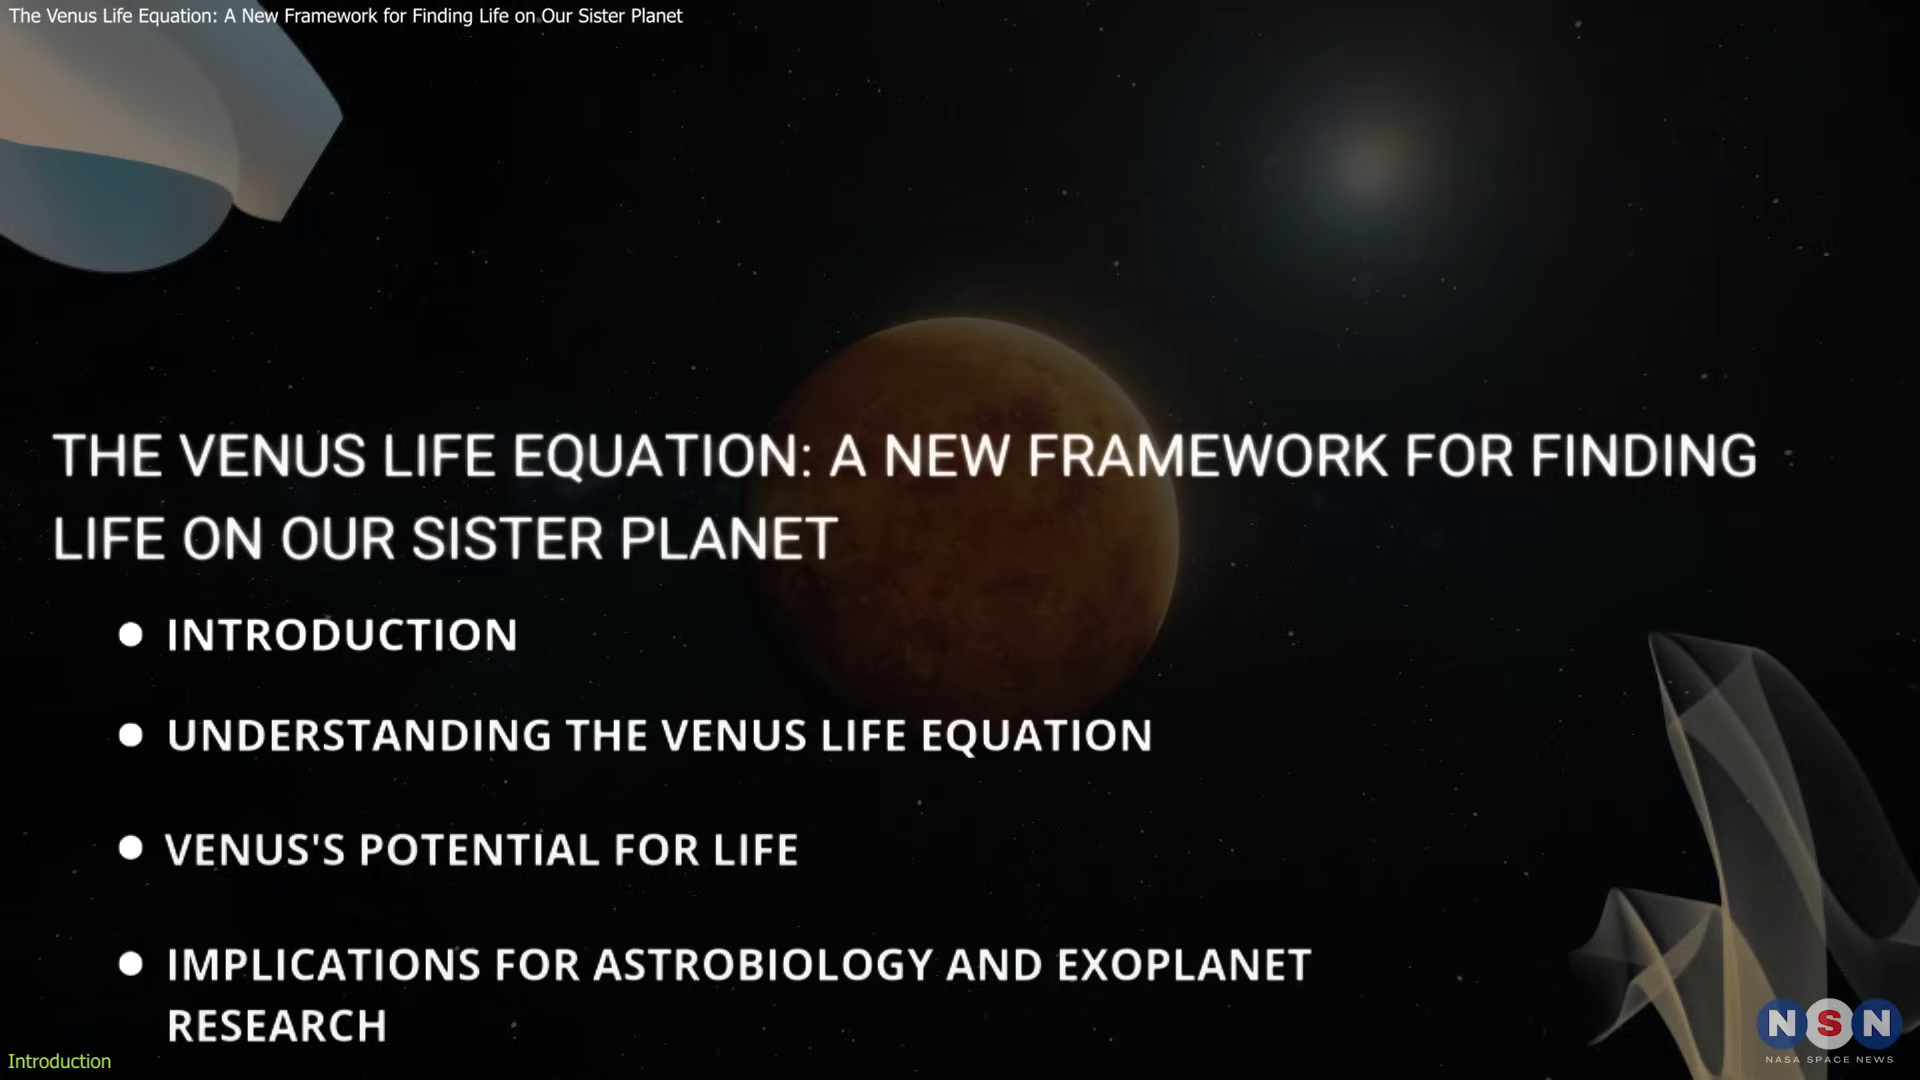 The Venus Life Equation: A New Framework for Finding Life on Our Sister Planet
THE VENUS LIFE EQUATION: A NEW FRAMEWORK FOR FINDING
LIFE ON OUR SISTER PLANET
● INTRODUCTION
● UNDERSTANDING THE VENUS LIFE EQUATION
● VENUS'S POTENTIAL FOR LIFE
● IMPLICATIONS FOR ASTROBIOLOGY AND EXOPLANET
RESEARCH
Introduction
NSN
NASA SPACE NEWS